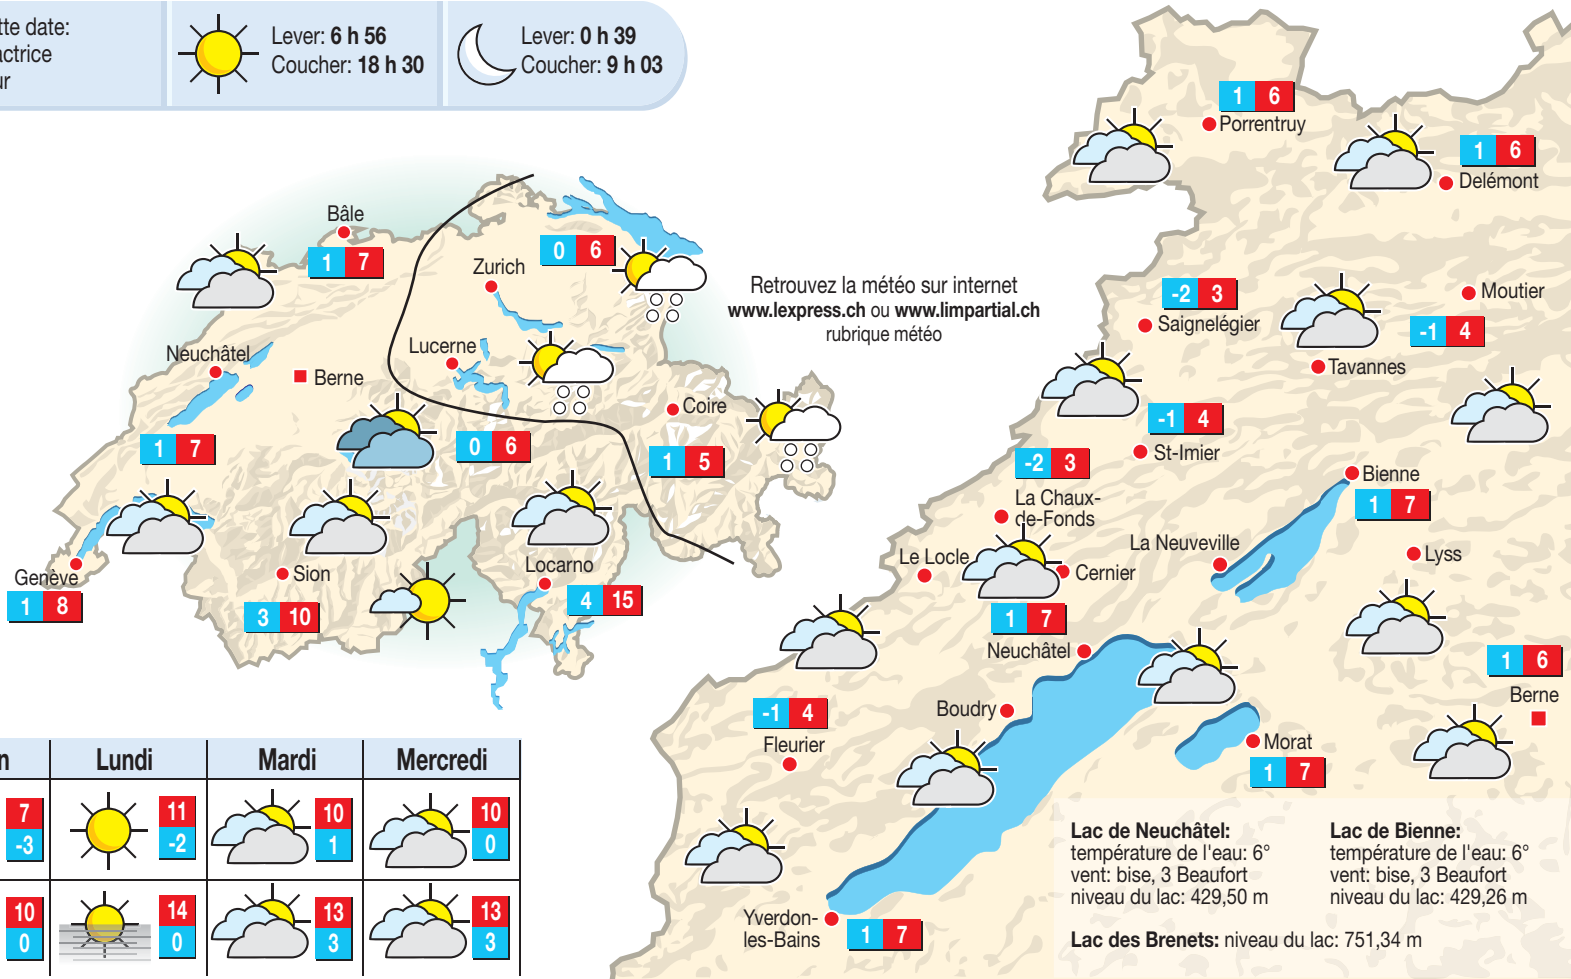 tte date:
actrice
ur
Lever: 6 h 56
Coucher: 18 h 30
Lever: 0 h 39
Coucher: 9 h 03
Bâle
1 7
Zurich
0 6
Neuchâtel
Berne
Lucerne
Coire
1 7
0 6
1 5
Genève
1 8
Sion
3 10
Locarno
4 15
Retrouvez la météo sur internet
www.lexpress.ch ou www.limpartial.ch
rubrique météo
1 6
Porrentruy
1 6
Delémont
-2 3
Saignelégier
Moutier
-1 4
Tavannes
-1 4
St-Imier
-2 3
La Chaux-
de-Fonds
Bienne
1 7
Le Locle
Cernier
La Neuveville
Lyss
1 7
Neuchâtel
1 6
Berne
-1 4
Fleurier
Boudry
Morat
1 7
Yverdon-
les-Bains
1 7
n
Lundi
Mardi
Mercredi
7
-3
11
-2
10
1
10
0
10
0
14
0
13
3
13
3
Lac de Neuchâtel:
température de l'eau: 6°
vent: bise, 3 Beaufort
niveau du lac: 429,50 m
Lac de Bienne:
température de l'eau: 6°
vent: bise, 3 Beaufort
niveau du lac: 429,26 m
Lac des Brenets: niveau du lac: 751,34 m